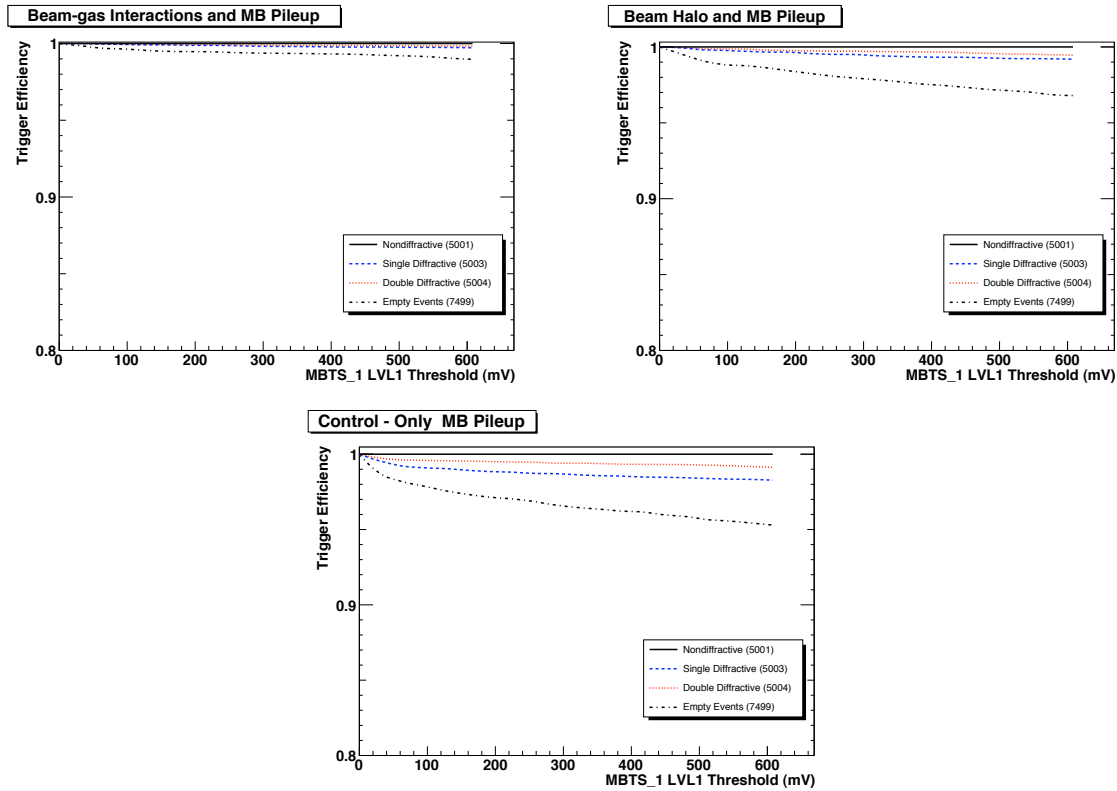 Beam-gas Interactions and MB Pileup
Trigger Efficiency
1
0.9
0.8
Nondiffractive (5001)
Single Diffractive (5003)
Double Diffractive (5004)
Empty Events (7499)
0 100 200 300 400 500 600
MBTS_1 LVL1 Threshold (mV)
Beam Halo and MB Pileup
Trigger Efficiency
1
0.9
0.8
Nondiffractive (5001)
Single Diffractive (5003)
Double Diffractive (5004)
Empty Events (7499)
0 100 200 300 400 500 600
MBTS_1 LVL1 Threshold (mV)
Control - Only MB Pileup
Trigger Efficiency
1
0.9
0.8
Nondiffractive (5001)
Single Diffractive (5003)
Double Diffractive (5004)
Empty Events (7499)
0 100 200 300 400 500 600
MBTS_1 LVL1 Threshold (mV)